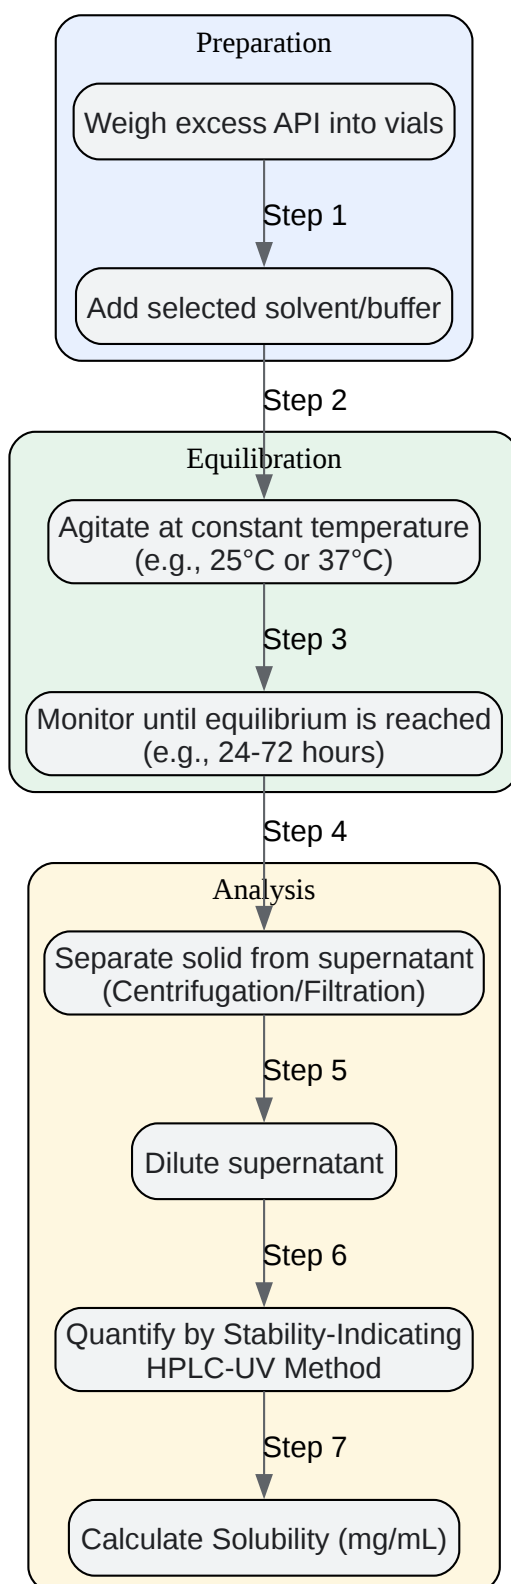 Preparation
Weigh excess API into vials
Step 1
Add selected solvent/buffer
Step 2
Equilibration
Agitate at constant temperature
(e.g., 25°C or 37°C)
Step 3
Monitor until equilibrium is reached
(e.g., 24-72 hours)
Step 4
Analysis
Separate solid from supernatant
(Centrifugation/Filtration)
Step 5
Dilute supernatant
Step 6
Quantify by Stability-Indicating
HPLC-UV Method
Step 7
Calculate Solubility (mg/mL)